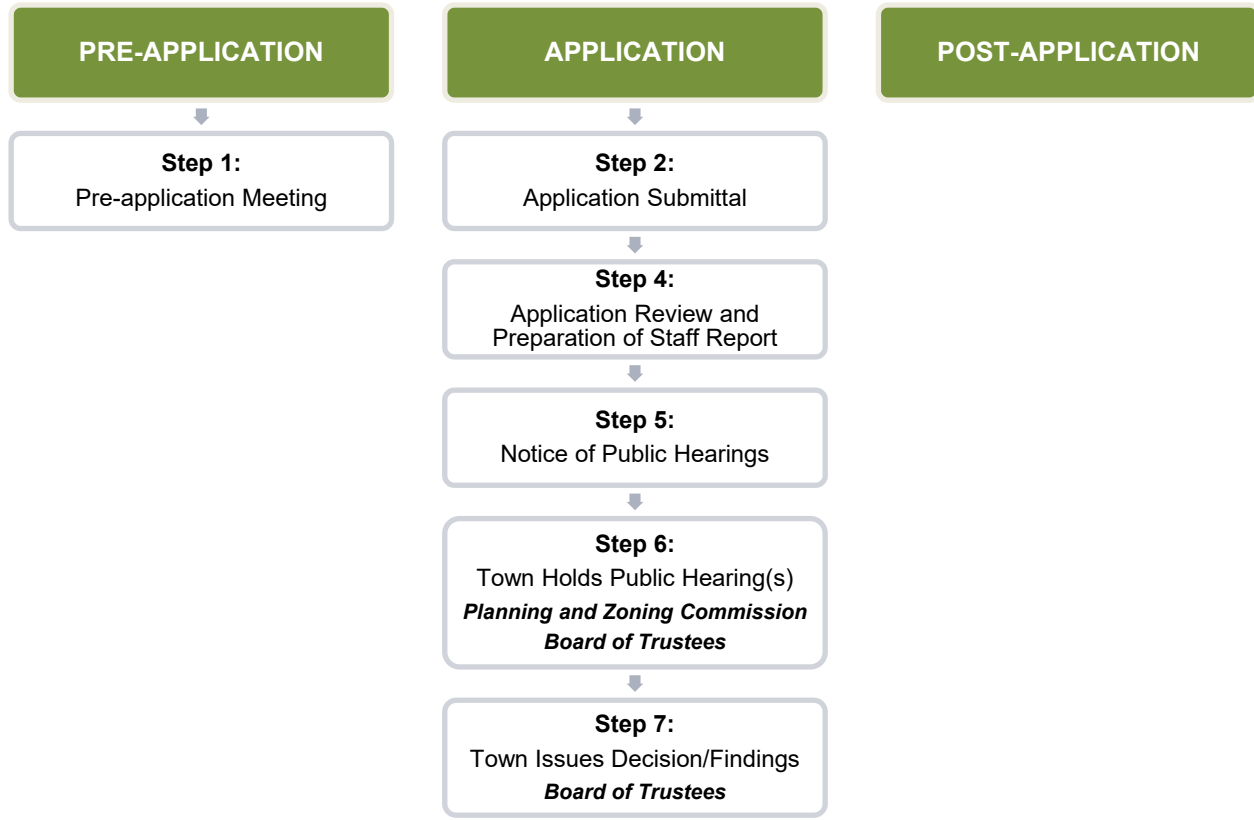 PRE-APPLICATION
APPLICATION
POST-APPLICATION
Step 1:
Pre-application Meeting
Step 2:
Application Submittal
Step 4:
Application Review and
Preparation of Staff Report
Step 5:
Notice of Public Hearings
Step 6:
Town Holds Public Hearing(s)
Planning and Zoning Commission
Board of Trustees
Step 7:
Town Issues Decision/Findings
Board of Trustees